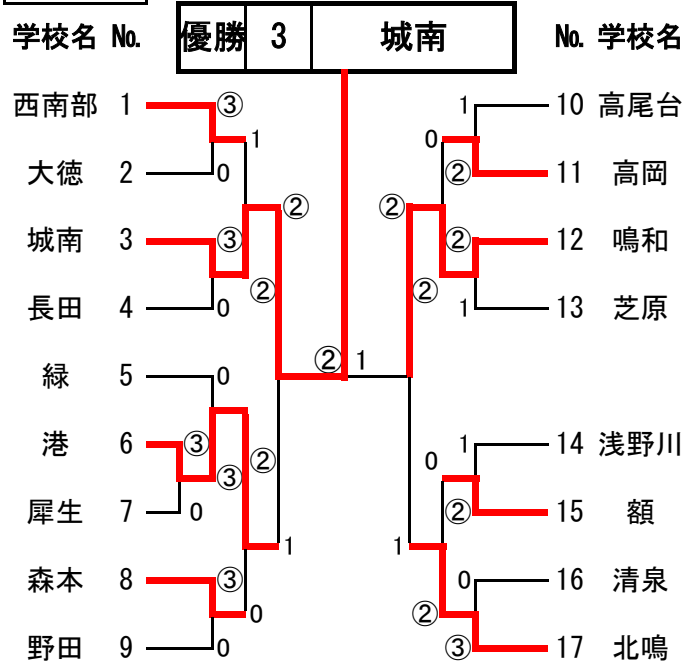 優勝 3 城南
学校名 No. No. 学校名
西南部 1 ③ 1 10 高尾台
1 0
大徳 2 0 ② 11 高岡
② ②
城南 3 ③ ② 12 鳴和
② ②
長田 4 0 1 13 芝原
② 1
緑 5 0
港 6 ③ 1 14 浅野川
③ ② 0
犀生 7 0 ② 15 額
1 1
森本 8 ③ 0 16 清泉
0 ②
野田 9 0 ③ 17 北鳴